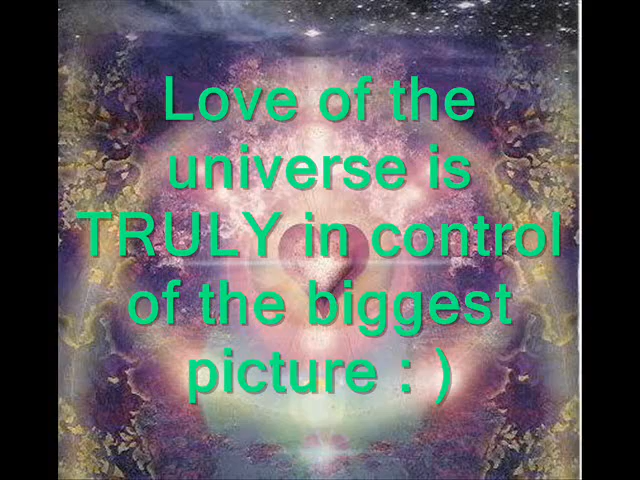 Love of the
universe is
TRULY in control
of the biggest
picture : )